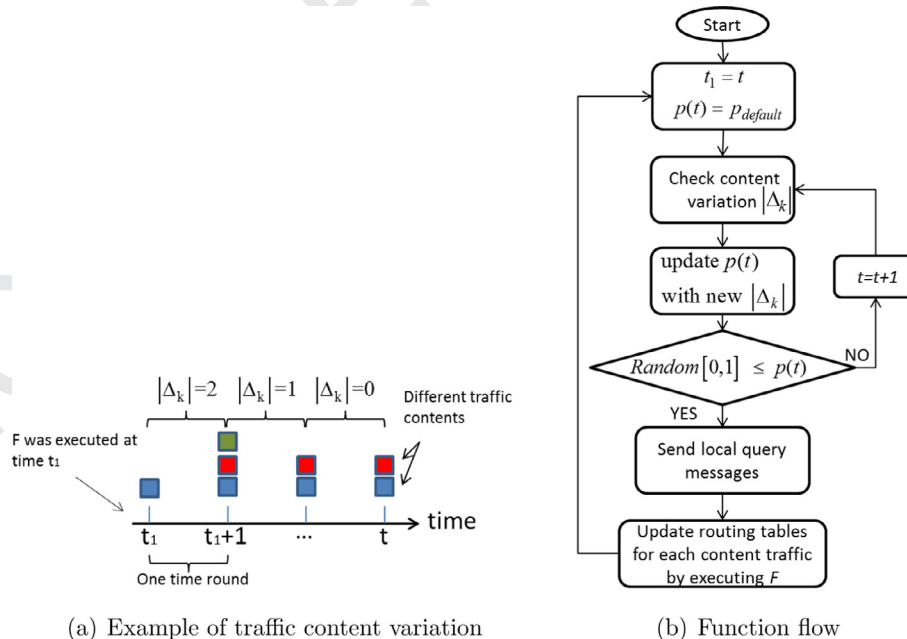 |Δk|=2 |Δk|=1 |Δk|=0
Different traffic
contents
F was executed at
time t1
t1 t1+1 ... t time
One time round
(a) Example of traffic content variation
Start
t1 = t
p(t) = pdefault
Check content
variation |Δk|
update p(t)
with new |Δk|
t=t+1
Random[0,1] ≤ p(t)
NO
YES
Send local query
messages
Update routing tables
for each content traffic
by executing F
(b) Function flow